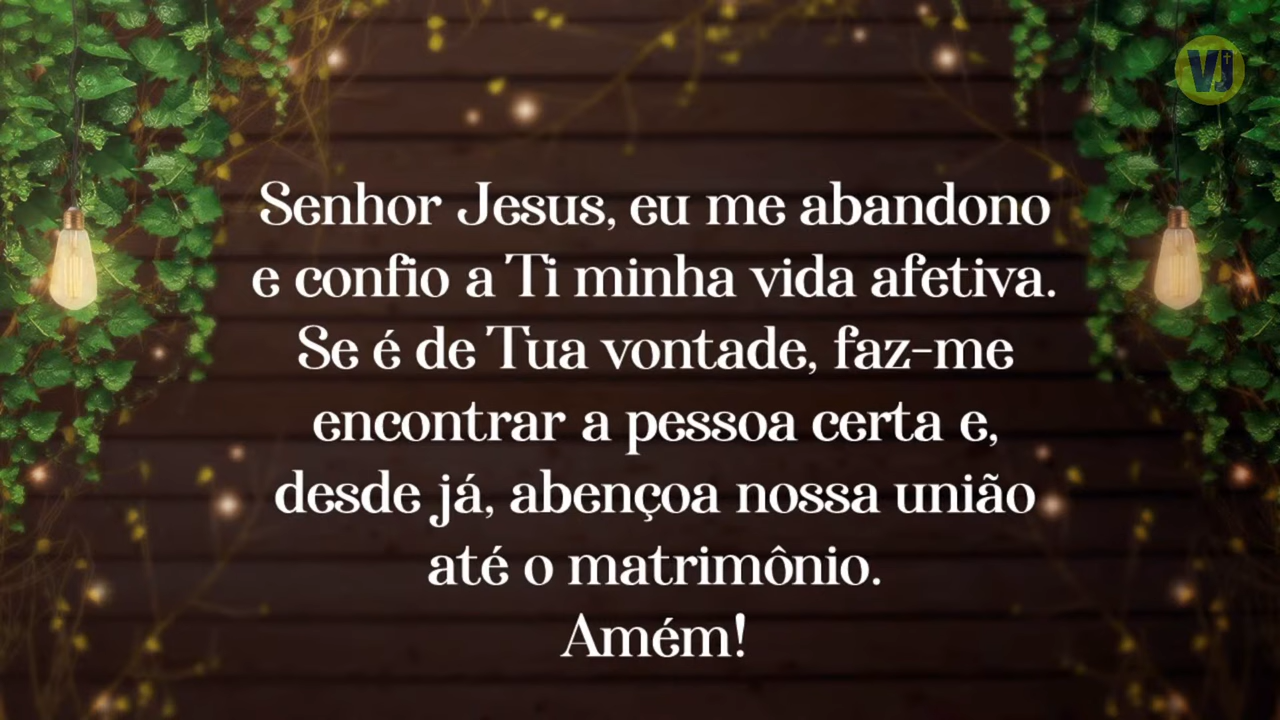 VJ
Senhor Jesus, eu me abandono
e confio a Ti minha vida afetiva.
Se é de Tua vontade, faz-me
encontrar a pessoa certa e,
desde já, abençoa nossa união
até o matrimônio.
Amém!